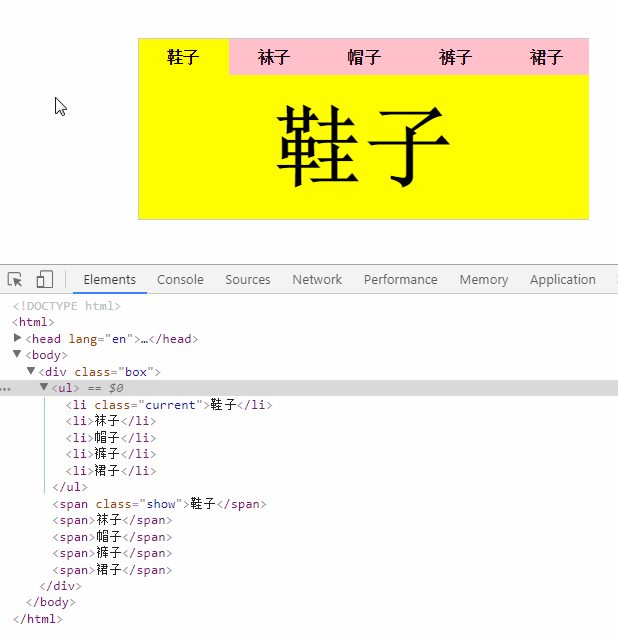 鞋子 袜子 帽子 裤子 裙子
鞋子
Elements Console Sources Network Performance Memory Application
<!DOCTYPE html>
<html>
<head lang="en">…</head>
<body>
<div class="box">
<ul> == $0
<li class="current">鞋子</li>
<li>袜子</li>
<li>帽子</li>
<li>裤子</li>
<li>裙子</li>
</ul>
<span class="show">鞋子</span>
<span>袜子</span>
<span>帽子</span>
<span>裤子</span>
<span>裙子</span>
</div>
</body>
</html>